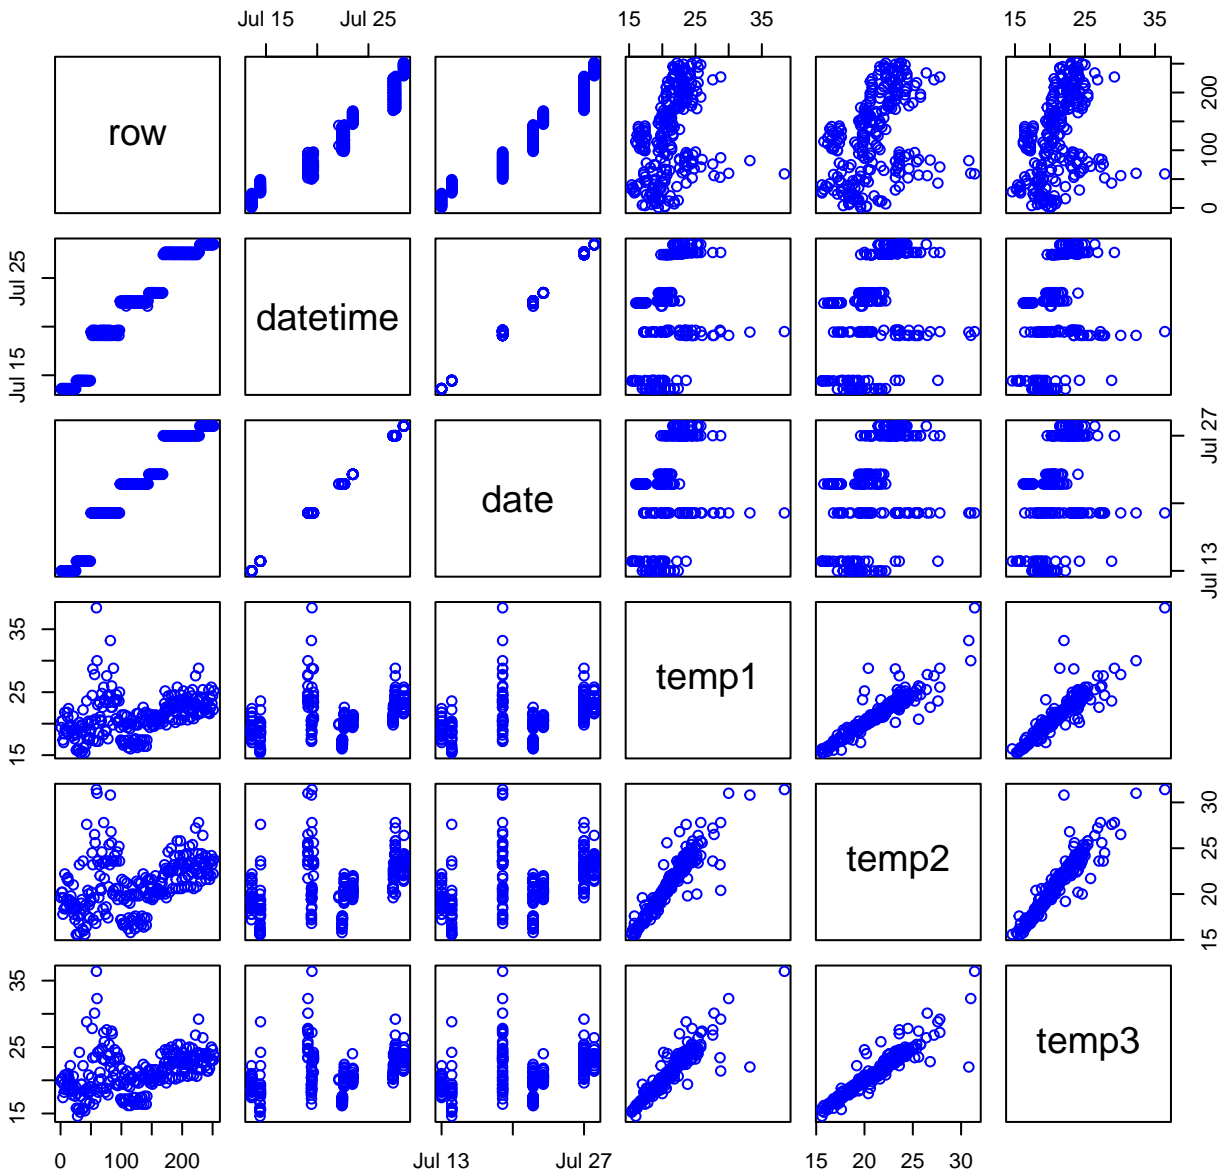 Jul 15 Jul 25 15 25 35 15 25 35
row 0 100 200
Jul 15 Jul 25 datetime
date Jul 13 Jul 27
15 25 35 temp1
temp2 15 20 25 30
15 25 35 temp3
0 100 200 Jul 13 Jul 27 15 20 25 30